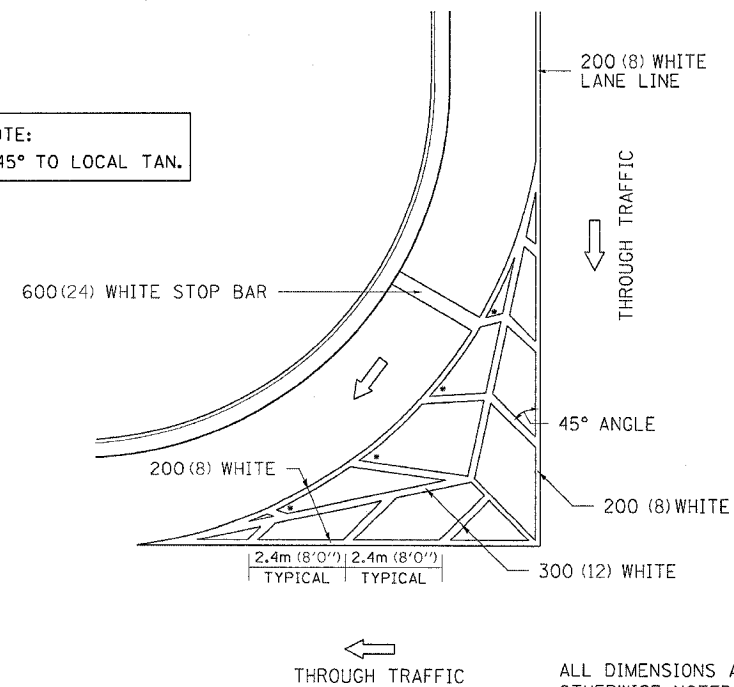 200 (8) WHITE
LANE LINE
OTE:
45° TO LOCAL TAN.
THROUGH TRAFFIC
600(24) WHITE STOP BAR
*
*
45° ANGLE
*
200 (8) WHITE
200 (8) WHITE
*
2.4m (8'0") 2.4m (8'0")
TYPICAL TYPICAL
300 (12) WHITE
THROUGH TRAFFIC
ALL DIMENSIONS A